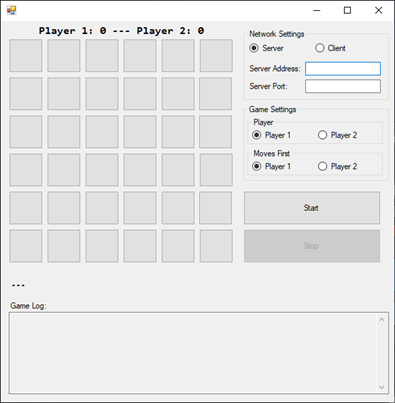 Player 1: 0 --- Player 2: 0
Network Settings
Server Client
Server Address:
Server Port:
Game Settings
Player
Player 1 Player 2
Moves First
Player 1 Player 2
Start
Stop
---
Game Log: